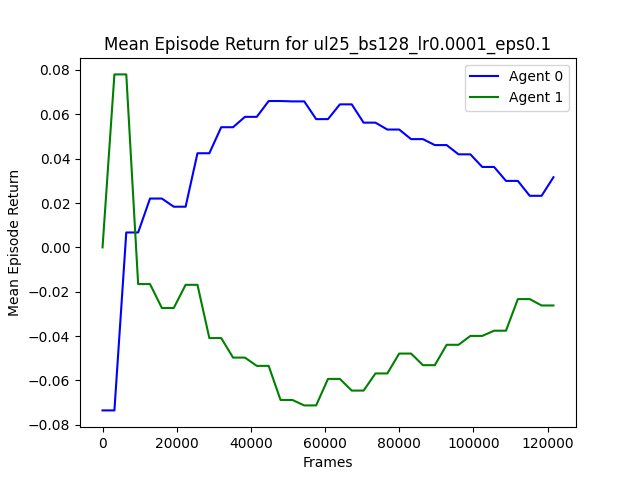 Mean Episode Return for ul25_bs128_lr0.0001_eps0.1
Agent 0
Agent 1
Mean Episode Return
0.08
0.06
0.04
0.02
0.00
−0.02
−0.04
−0.06
−0.08
0 20000 40000 60000 80000 100000 120000
Frames